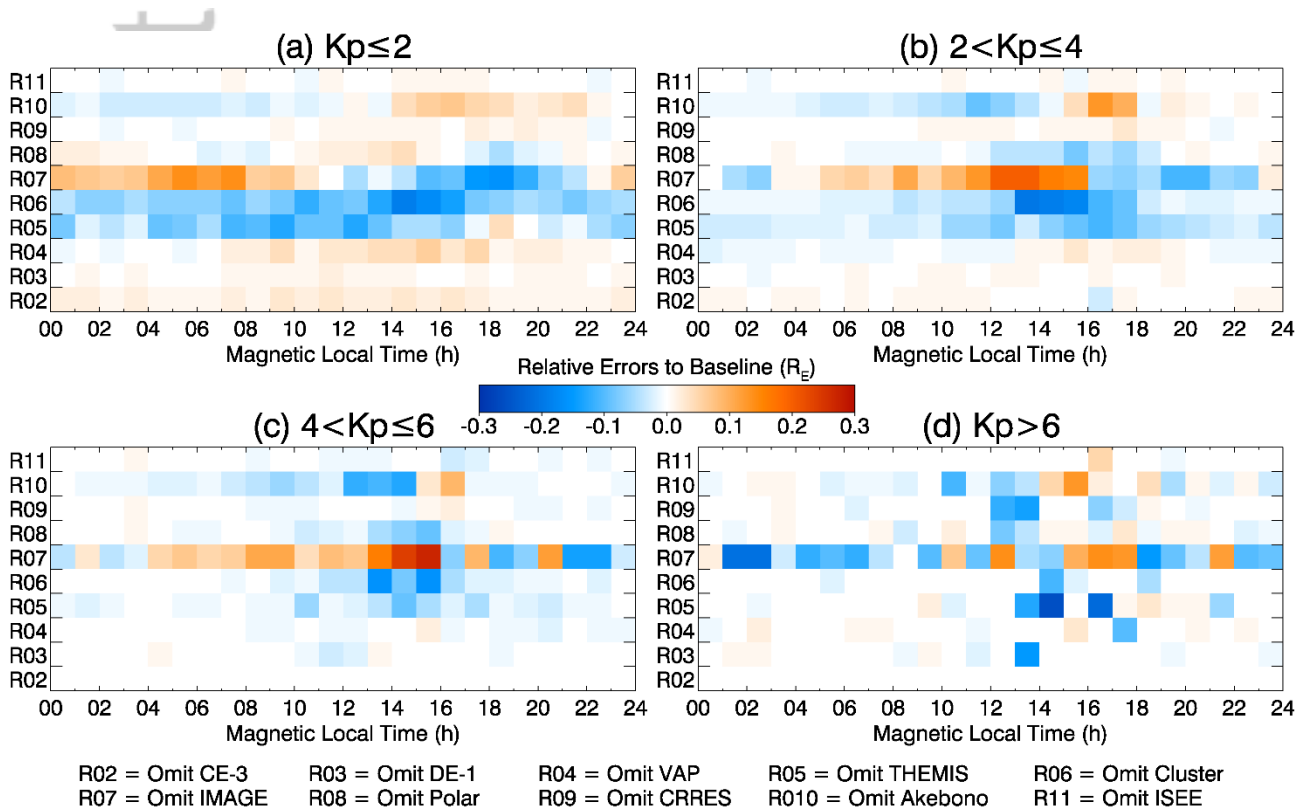 (a) Kp≤2
(b) 2<Kp≤4
R11
R10
R09
R08
R07
R06
R05
R04
R03
R02
00 02 04 06 08 10 12 14 16 18 20 22 24
Magnetic Local Time (h)
R11
R10
R09
R08
R07
R06
R05
R04
R03
R02
00 02 04 06 08 10 12 14 16 18 20 22 24
Magnetic Local Time (h)
Relative Errors to Baseline (R_E)
-0.3 -0.2 -0.1 0.0 0.1 0.2 0.3
(c) 4<Kp≤6
(d) Kp>6
R11
R10
R09
R08
R07
R06
R05
R04
R03
R02
00 02 04 06 08 10 12 14 16 18 20 22 24
Magnetic Local Time (h)
R11
R10
R09
R08
R07
R06
R05
R04
R03
R02
00 02 04 06 08 10 12 14 16 18 20 22 24
Magnetic Local Time (h)
R02 = Omit CE-3 R03 = Omit DE-1 R04 = Omit VAP R05 = Omit THEMIS R06 = Omit Cluster
R07 = Omit IMAGE R08 = Omit Polar R09 = Omit CRRES R010 = Omit Akebono R11 = Omit ISEE